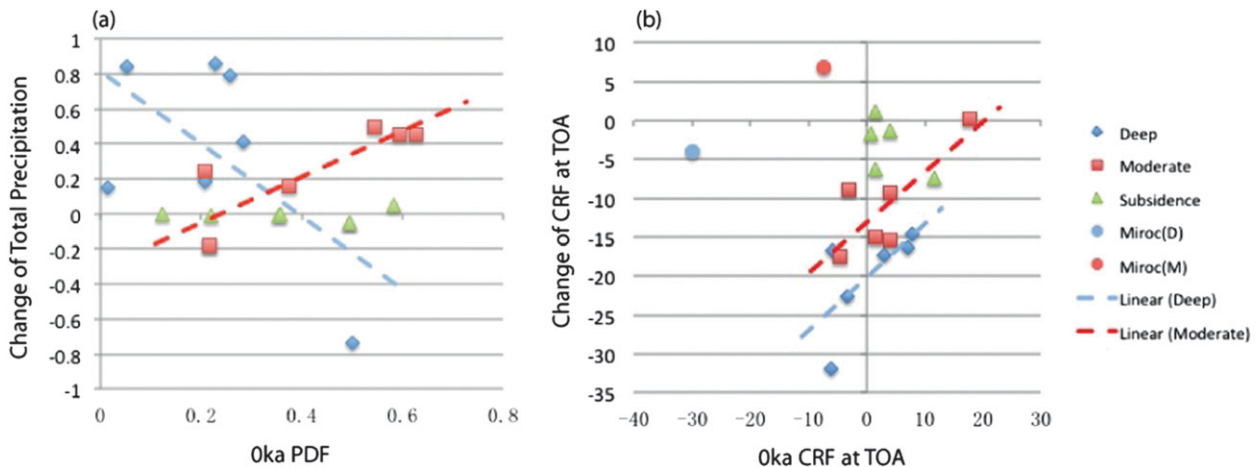 (a)
Change of Total Precipitation
1
0.8
0.6
0.4
0.2
0
-0.2
-0.4
-0.6
-0.8
-1
0 0.2 0.4 0.6 0.8
0ka PDF
(b)
Change of CRF at TOA
10
5
0
-5
-10
-15
-20
-25
-30
-35
-40 -30 -20 -10 0 10 20 30
0ka CRF at TOA
Deep
Moderate
Subsidence
Miroc(D)
Miroc(M)
Linear (Deep)
Linear (Moderate)